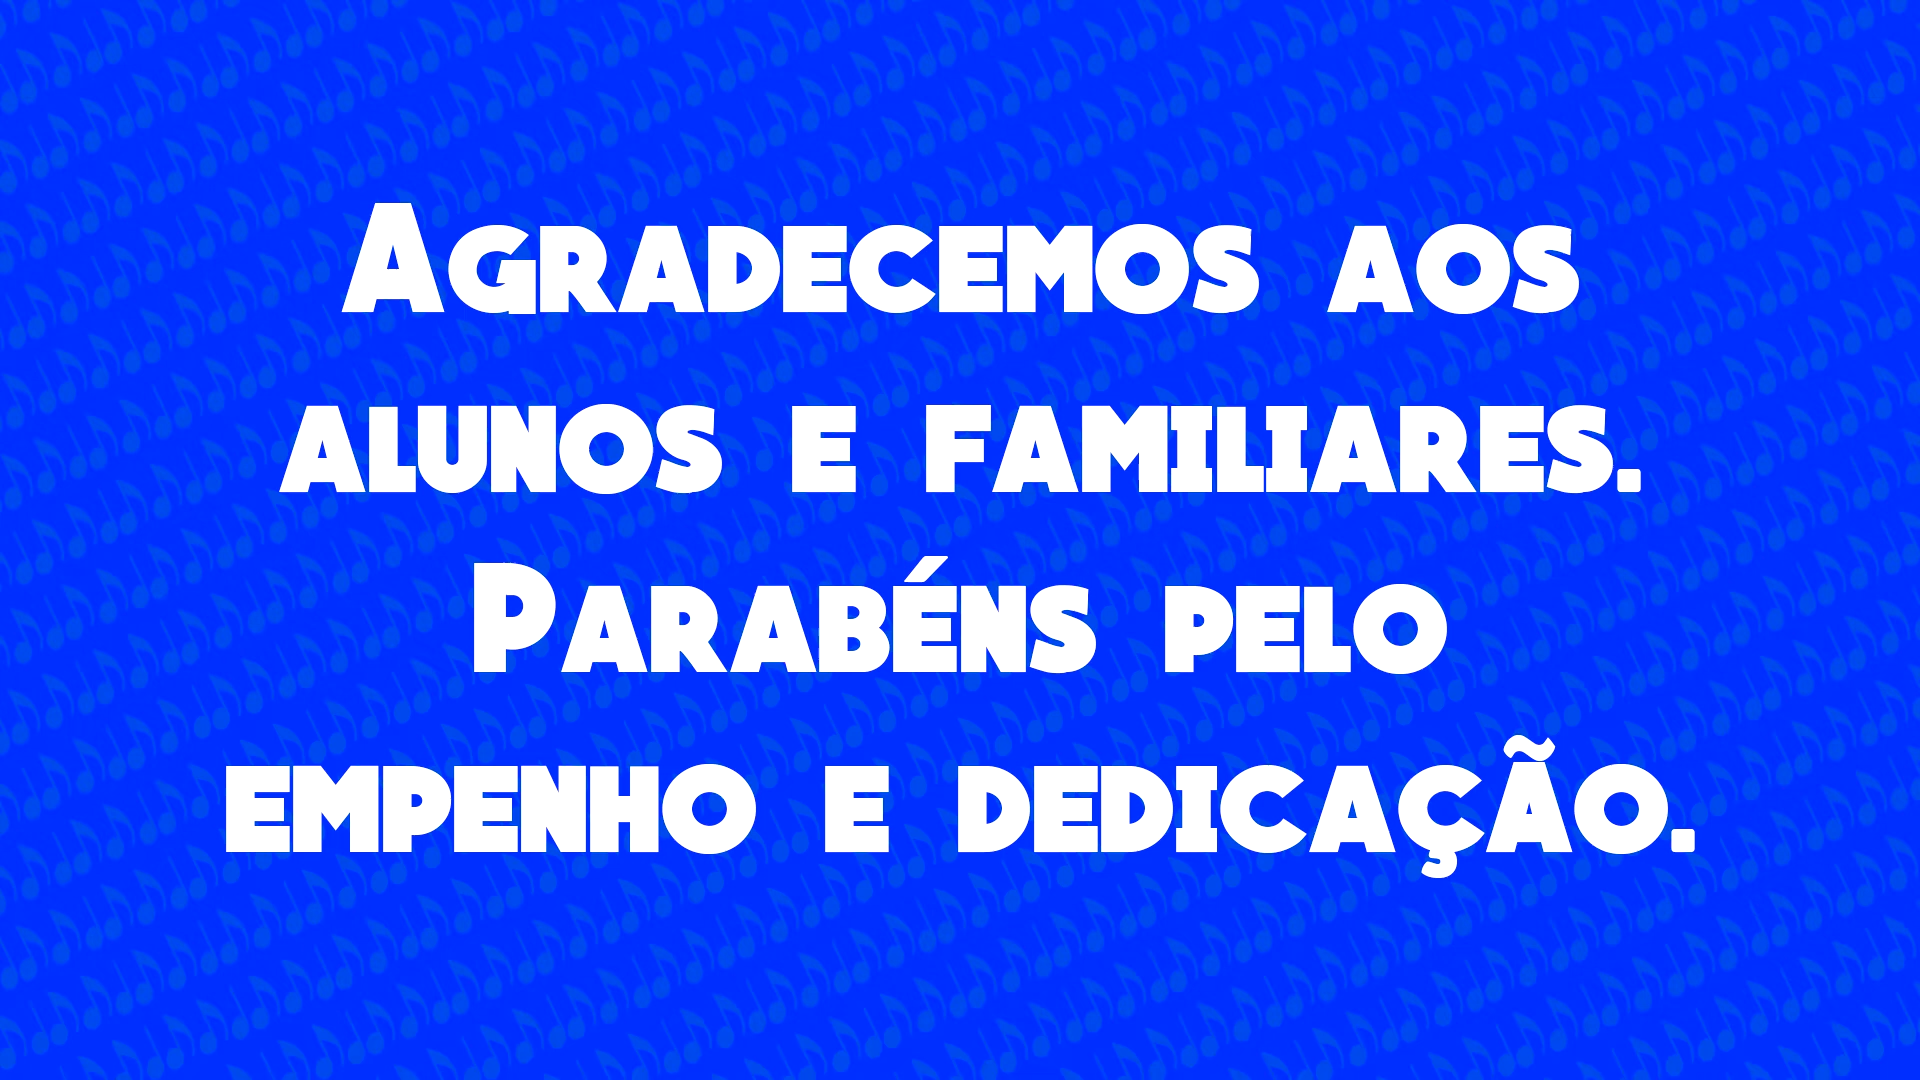 Agradecemos aos
alunos e familiares.
Parabéns pelo
empenho e dedicação.